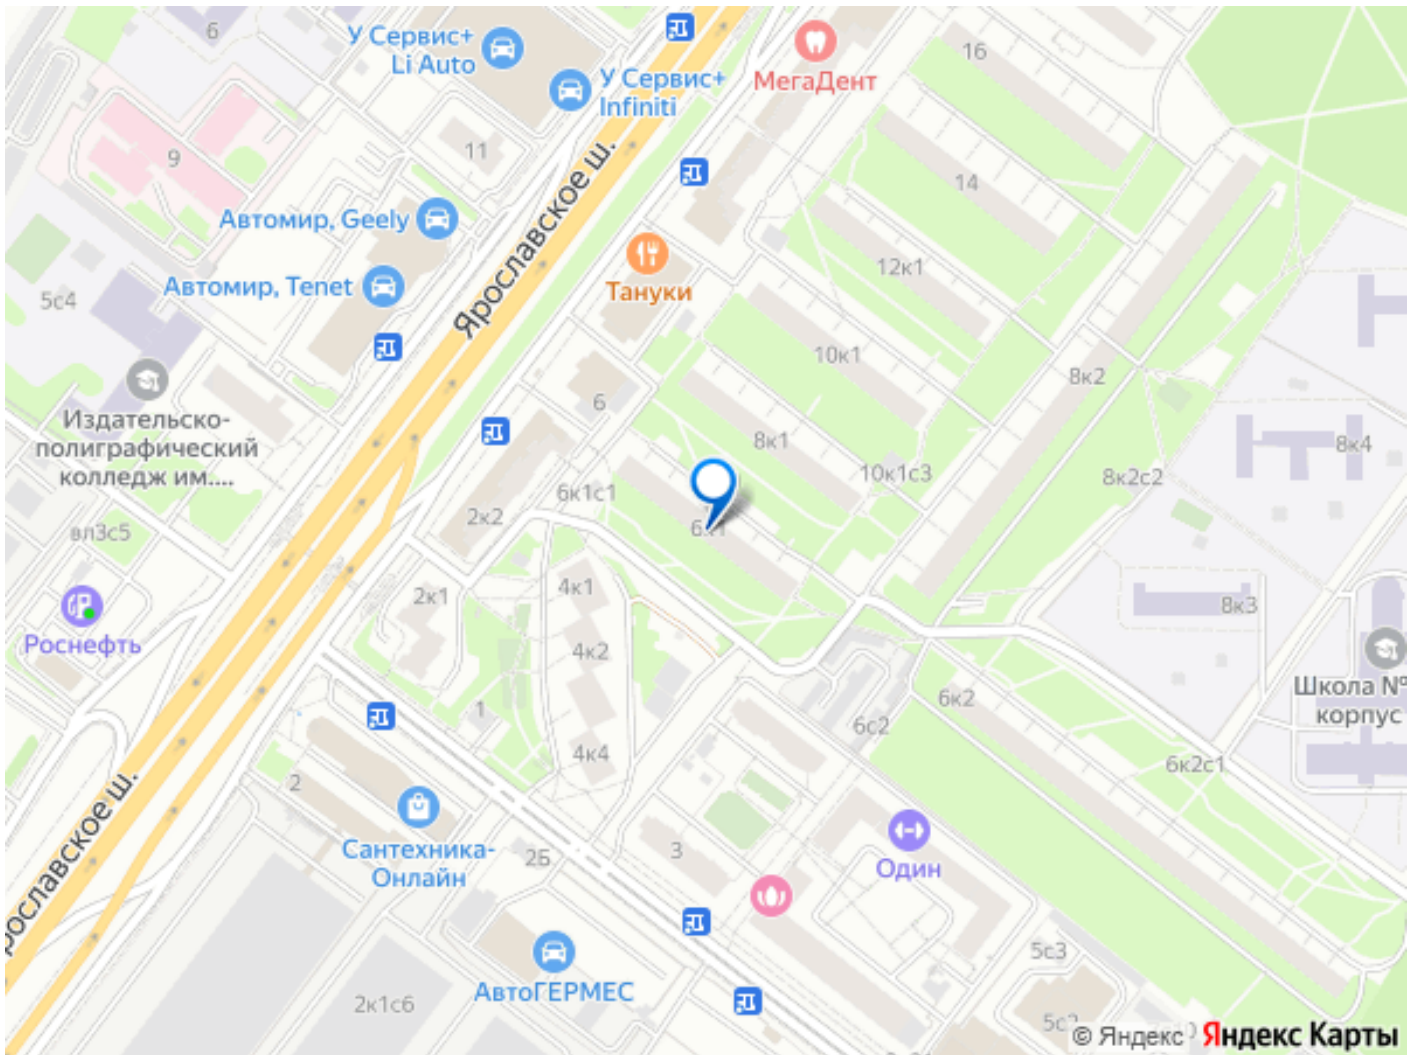 6
У Сервис+
Li Auto
У Сервис+
Infiniti
МегаДент
16
9
11
14
Автомир, Geely
Ярославское ш.
12к1
Автомир, Tenet
5с4
Тануки
10к1
8к2
6
Издательско-
полиграфический
колледж им....
8к1
8к4
10к1с3
8к2с2
6к1с1
2к2
вл3с5
4к1
2к1
8к3
Роснефть
4к2
Школа №
корпус
6к2
1
6с2
4к4
6к2с1
2
Ярославское ш.
Сантехника-
Онлайн
2Б
3
Один
5с3
АвтоГЕРМЕС
2к1с6
© Яндекс
Яндекс Карты